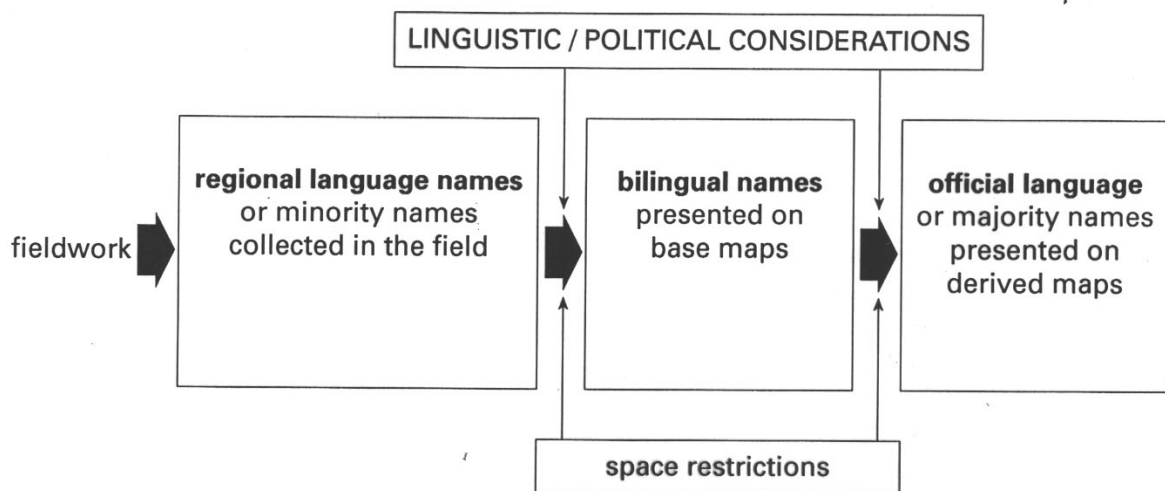 LINGUISTIC / POLITICAL CONSIDERATIONS
fieldwork
regional language names
or minority names
collected in the field
bilingual names
presented on
base maps
official language
or majority names
presented on
derived maps
space restrictions